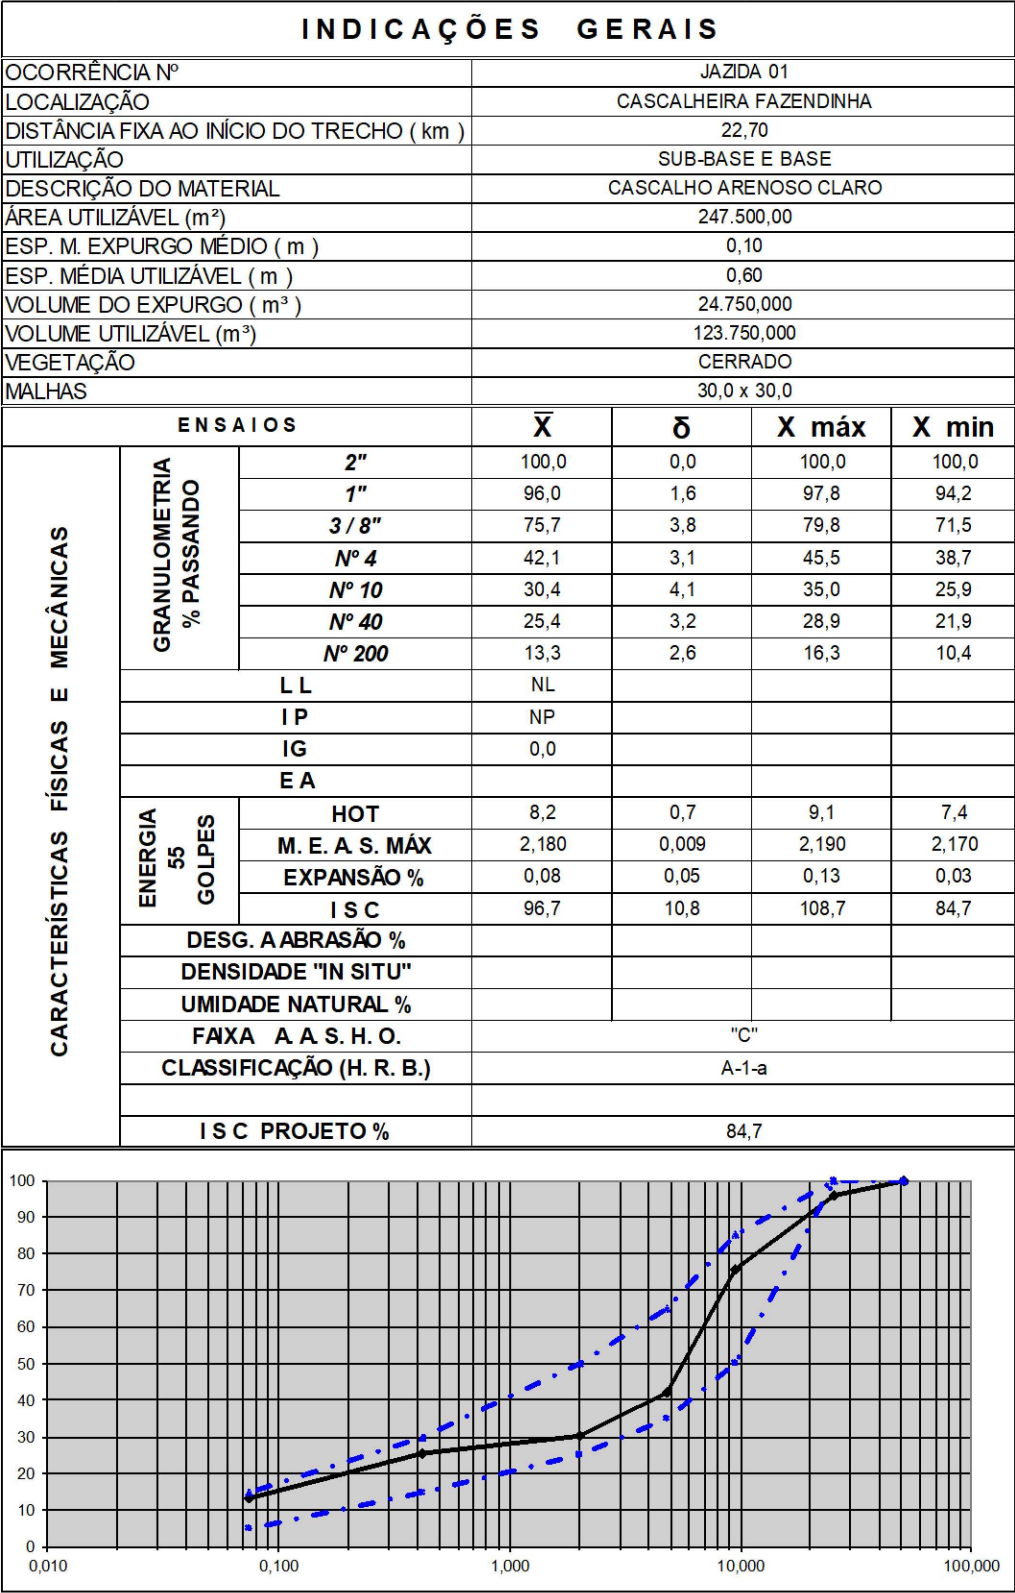 INDICAÇÕES GERAIS
OCORRÊNCIA Nº JAZIDA 01
LOCALIZAÇÃO CASCALHEIRA FAZENDINHA
DISTÂNCIA FIXA AO INÍCIO DO TRECHO ( km ) 22,70
UTILIZAÇÃO SUB-BASE E BASE
DESCRIÇÃO DO MATERIAL CASCALHO ARENOSO CLARO
ÁREA UTILIZÁVEL (m²) 247.500,00
ESP. M. EXPURGO MÉDIO ( m ) 0,10
ESP. MÉDIA UTILIZÁVEL ( m ) 0,60
VOLUME DO EXPURGO ( m³ ) 24.750,000
VOLUME UTILIZÁVEL (m³) 123.750,000
VEGETAÇÃO CERRADO
MALHAS 30,0 x 30,0
ENSAIOS X̅ δ X máx X min
CARACTERÍSTICAS FÍSICAS E MECÂNICAS
GRANULOMETRIA
% PASSANDO
2" 100,0 0,0 100,0 100,0
1" 96,0 1,6 97,8 94,2
3 / 8" 75,7 3,8 79,8 71,5
Nº 4 42,1 3,1 45,5 38,7
Nº 10 30,4 4,1 35,0 25,9
Nº 40 25,4 3,2 28,9 21,9
Nº 200 13,3 2,6 16,3 10,4
L L NL
I P NP
IG 0,0
E A
ENERGIA
55
GOLPES
HOT 8,2 0,7 9,1 7,4
M. E. A. S. MÁX 2,180 0,009 2,190 2,170
EXPANSÃO % 0,08 0,05 0,13 0,03
I S C 96,7 10,8 108,7 84,7
DESG. A ABRASÃO %
DENSIDADE "IN SITU"
UMIDADE NATURAL %
FAIXA A. A. S. H. O. "C"
CLASSIFICAÇÃO (H. R. B.) A-1-a
I S C PROJETO % 84,7
100
90
80
70
60
50
40
30
20
10
0
0,010 0,100 1,000 10,000 100,000